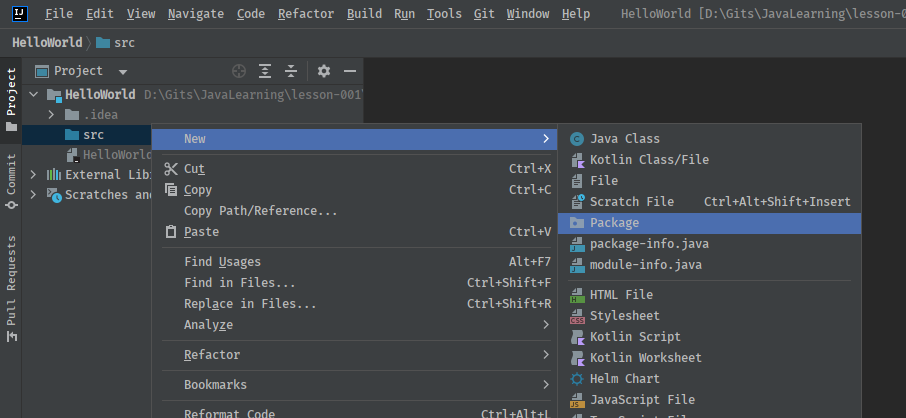 IJ File Edit View Navigate Code Refactor Build Run Tools Git Window Help HelloWorld [D:\Gits\JavaLearning\lesson-0
HelloWorld src
Project
HelloWorld D:\Gits\JavaLearning\lesson-001\
.idea
src
HelloWorld
External Lib
Scratches and
Project
Commit
Pull Requests
New
Cut Ctrl+X
Copy Ctrl+C
Copy Path/Reference...
Paste Ctrl+V
Find Usages Alt+F7
Find in Files... Ctrl+Shift+F
Replace in Files... Ctrl+Shift+R
Analyze
Refactor
Bookmarks
Reformat Code Ctrl+Alt+L
Java Class
Kotlin Class/File
File
Scratch File Ctrl+Alt+Shift+Insert
Package
package-info.java
module-info.java
HTML File
Stylesheet
Kotlin Script
Kotlin Worksheet
Helm Chart
JavaScript File